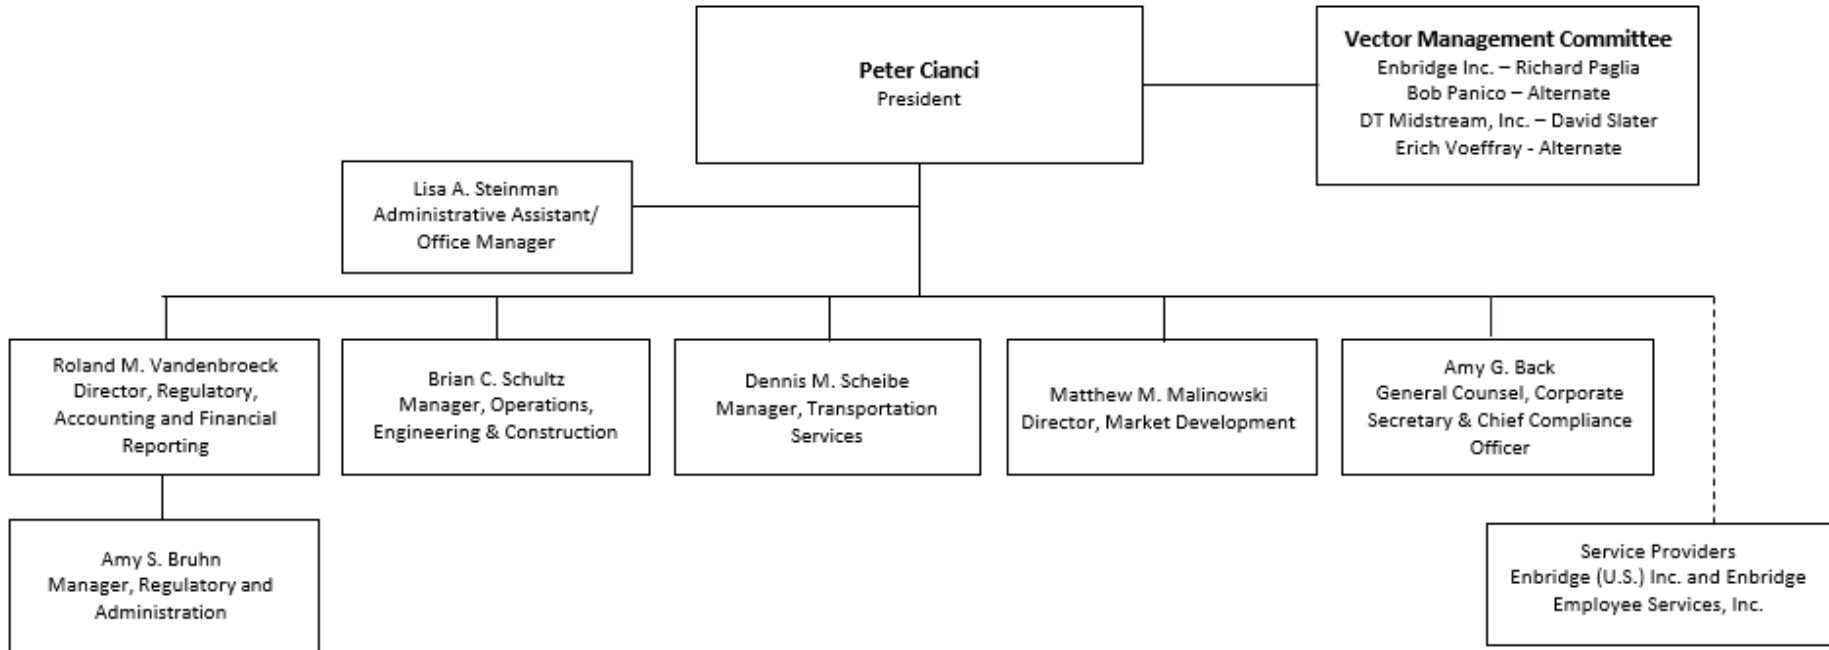 Peter Cianci
President
Vector Management Committee
Enbridge Inc. – Richard Paglia
Bob Panico – Alternate
DT Midstream, Inc. – David Slater
Erich Voeffray - Alternate
Lisa A. Steinman
Administrative Assistant/
Office Manager
Roland M. Vandenbroeck
Director, Regulatory,
Accounting and Financial
Reporting
Brian C. Schultz
Manager, Operations,
Engineering & Construction
Dennis M. Scheibe
Manager, Transportation
Services
Matthew M. Malinowski
Director, Market Development
Amy G. Back
General Counsel, Corporate
Secretary & Chief Compliance
Officer
Amy S. Bruhn
Manager, Regulatory and
Administration
Service Providers
Enbridge (U.S.) Inc. and Enbridge
Employee Services, Inc.